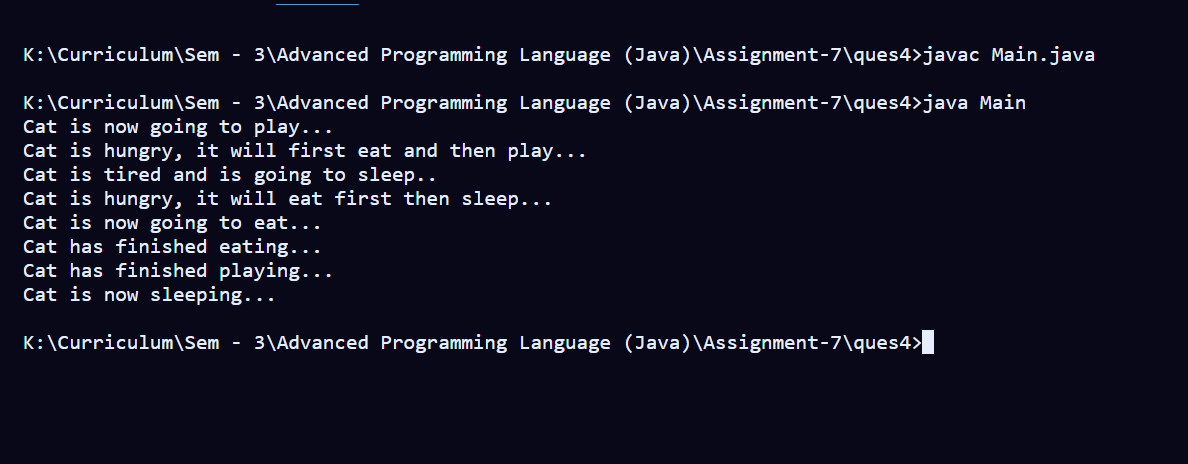 K:\Curriculum\Sem - 3\Advanced Programming Language (Java)\Assignment-7\ques4>javac Main.java
K:\Curriculum\Sem - 3\Advanced Programming Language (Java)\Assignment-7\ques4>java Main
Cat is now going to play...
Cat is hungry, it will first eat and then play...
Cat is tired and is going to sleep..
Cat is hungry, it will eat first then sleep...
Cat is now going to eat...
Cat has finished eating...
Cat has finished playing...
Cat is now sleeping...
K:\Curriculum\Sem - 3\Advanced Programming Language (Java)\Assignment-7\ques4>